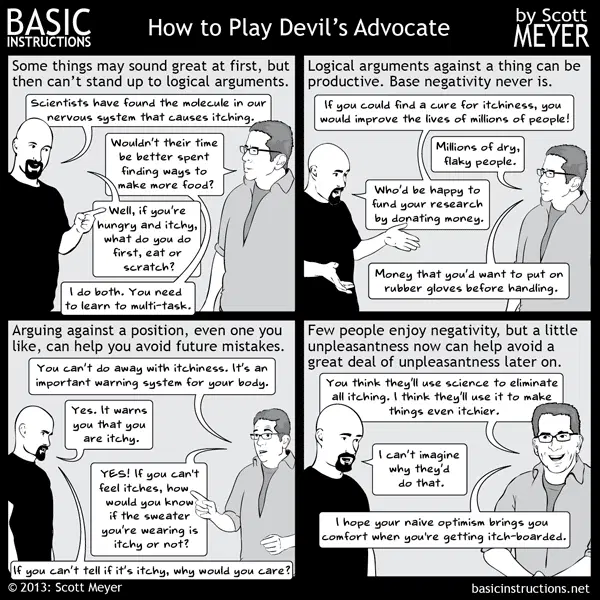 BASIC
INSTRUCTIONS
How to Play Devil's Advocate
by Scott
MEYER
Some things may sound great at first, but
then can't stand up to logical arguments.
Scientists have found the molecule in our
nervous system that causes itching.
Wouldn't their time
be better spent
finding ways to
make more food?
Well, if you're
hungry and itchy,
what do you do
first, eat or
scratch?
I do both. You need
to learn to multi-task.
Logical arguments against a thing can be
productive. Base negativity never is.
If you could find a cure for itchiness, you
would improve the lives of millions of people!
Millions of dry,
flaky people.
Who'd be happy to
fund your research
by donating money.
Money that you'd want to put on
rubber gloves before handling.
Arguing against a position, even one you
like, can help you avoid future mistakes.
You can't do away with itchiness. It's an
important warning system for your body.
Yes. It warns
you that you
are itchy.
YES! If you can't
feel itches, how
would you know
if the sweater
you're wearing is
itchy or not?
If you can't tell if it's itchy, why would you care?
Few people enjoy negativity, but a little
unpleasantness now can help avoid a
great deal of unpleasantness later on.
You think they'll use science to eliminate
all itching. I think they'll use it to make
things even itchier.
I can't imagine
why they'd
do that.
I hope your naive optimism brings you
comfort when you're getting itch-boarded.
© 2013: Scott Meyer
basicinstructions.net